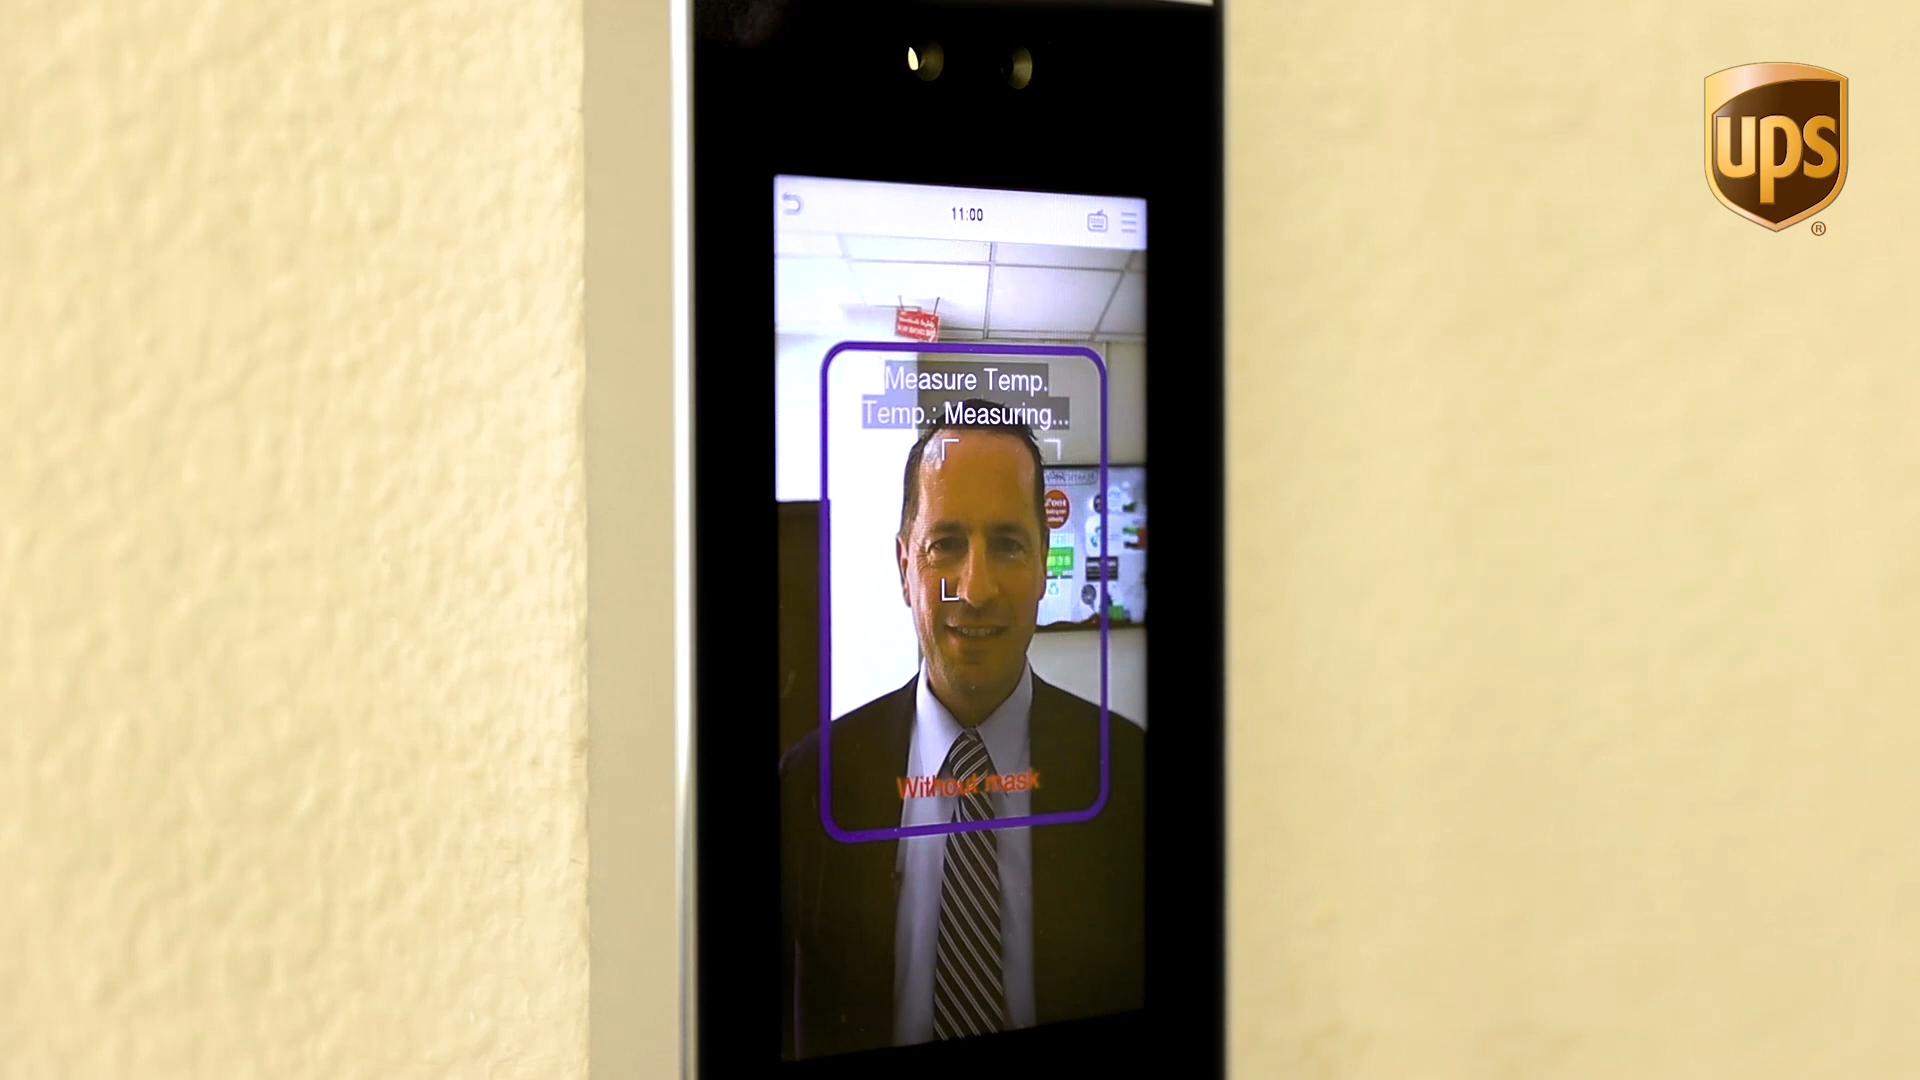 ups
®
11:00
Measure Temp.
Temp.: Measuring...
Without mask